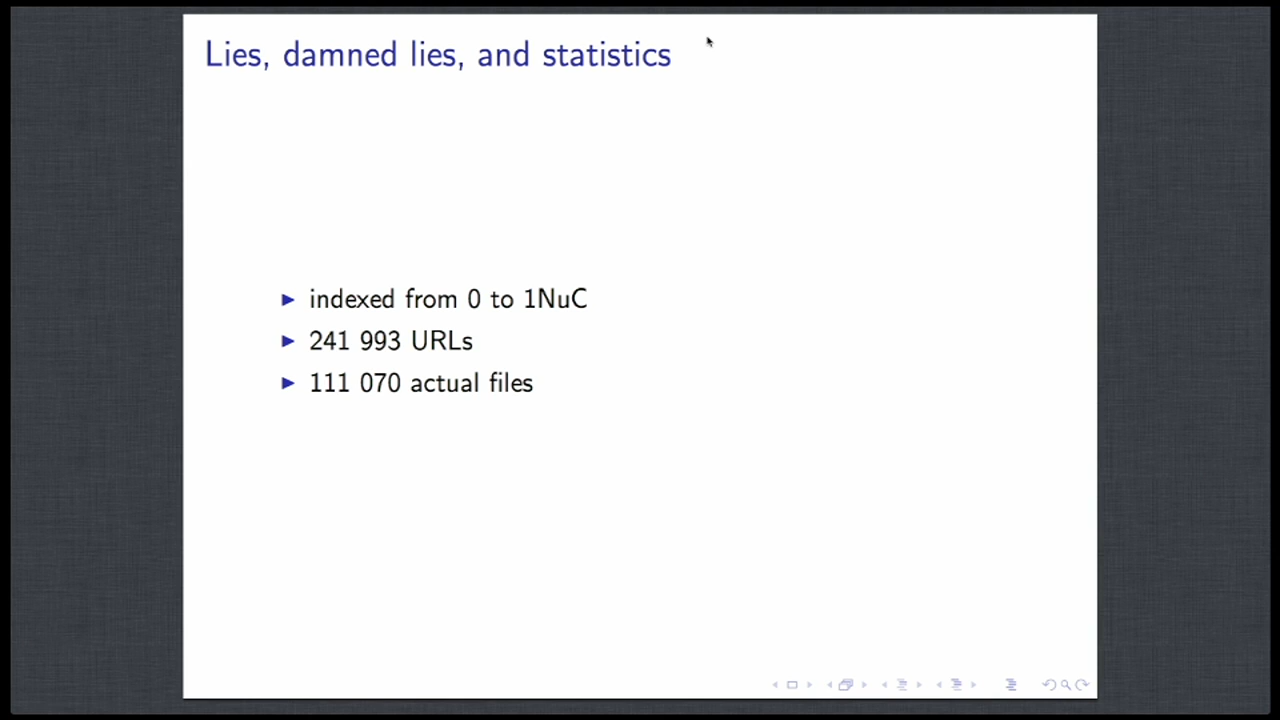 Lies, damned lies, and statistics
indexed from 0 to 1NuC
241 993 URLs
111 070 actual files